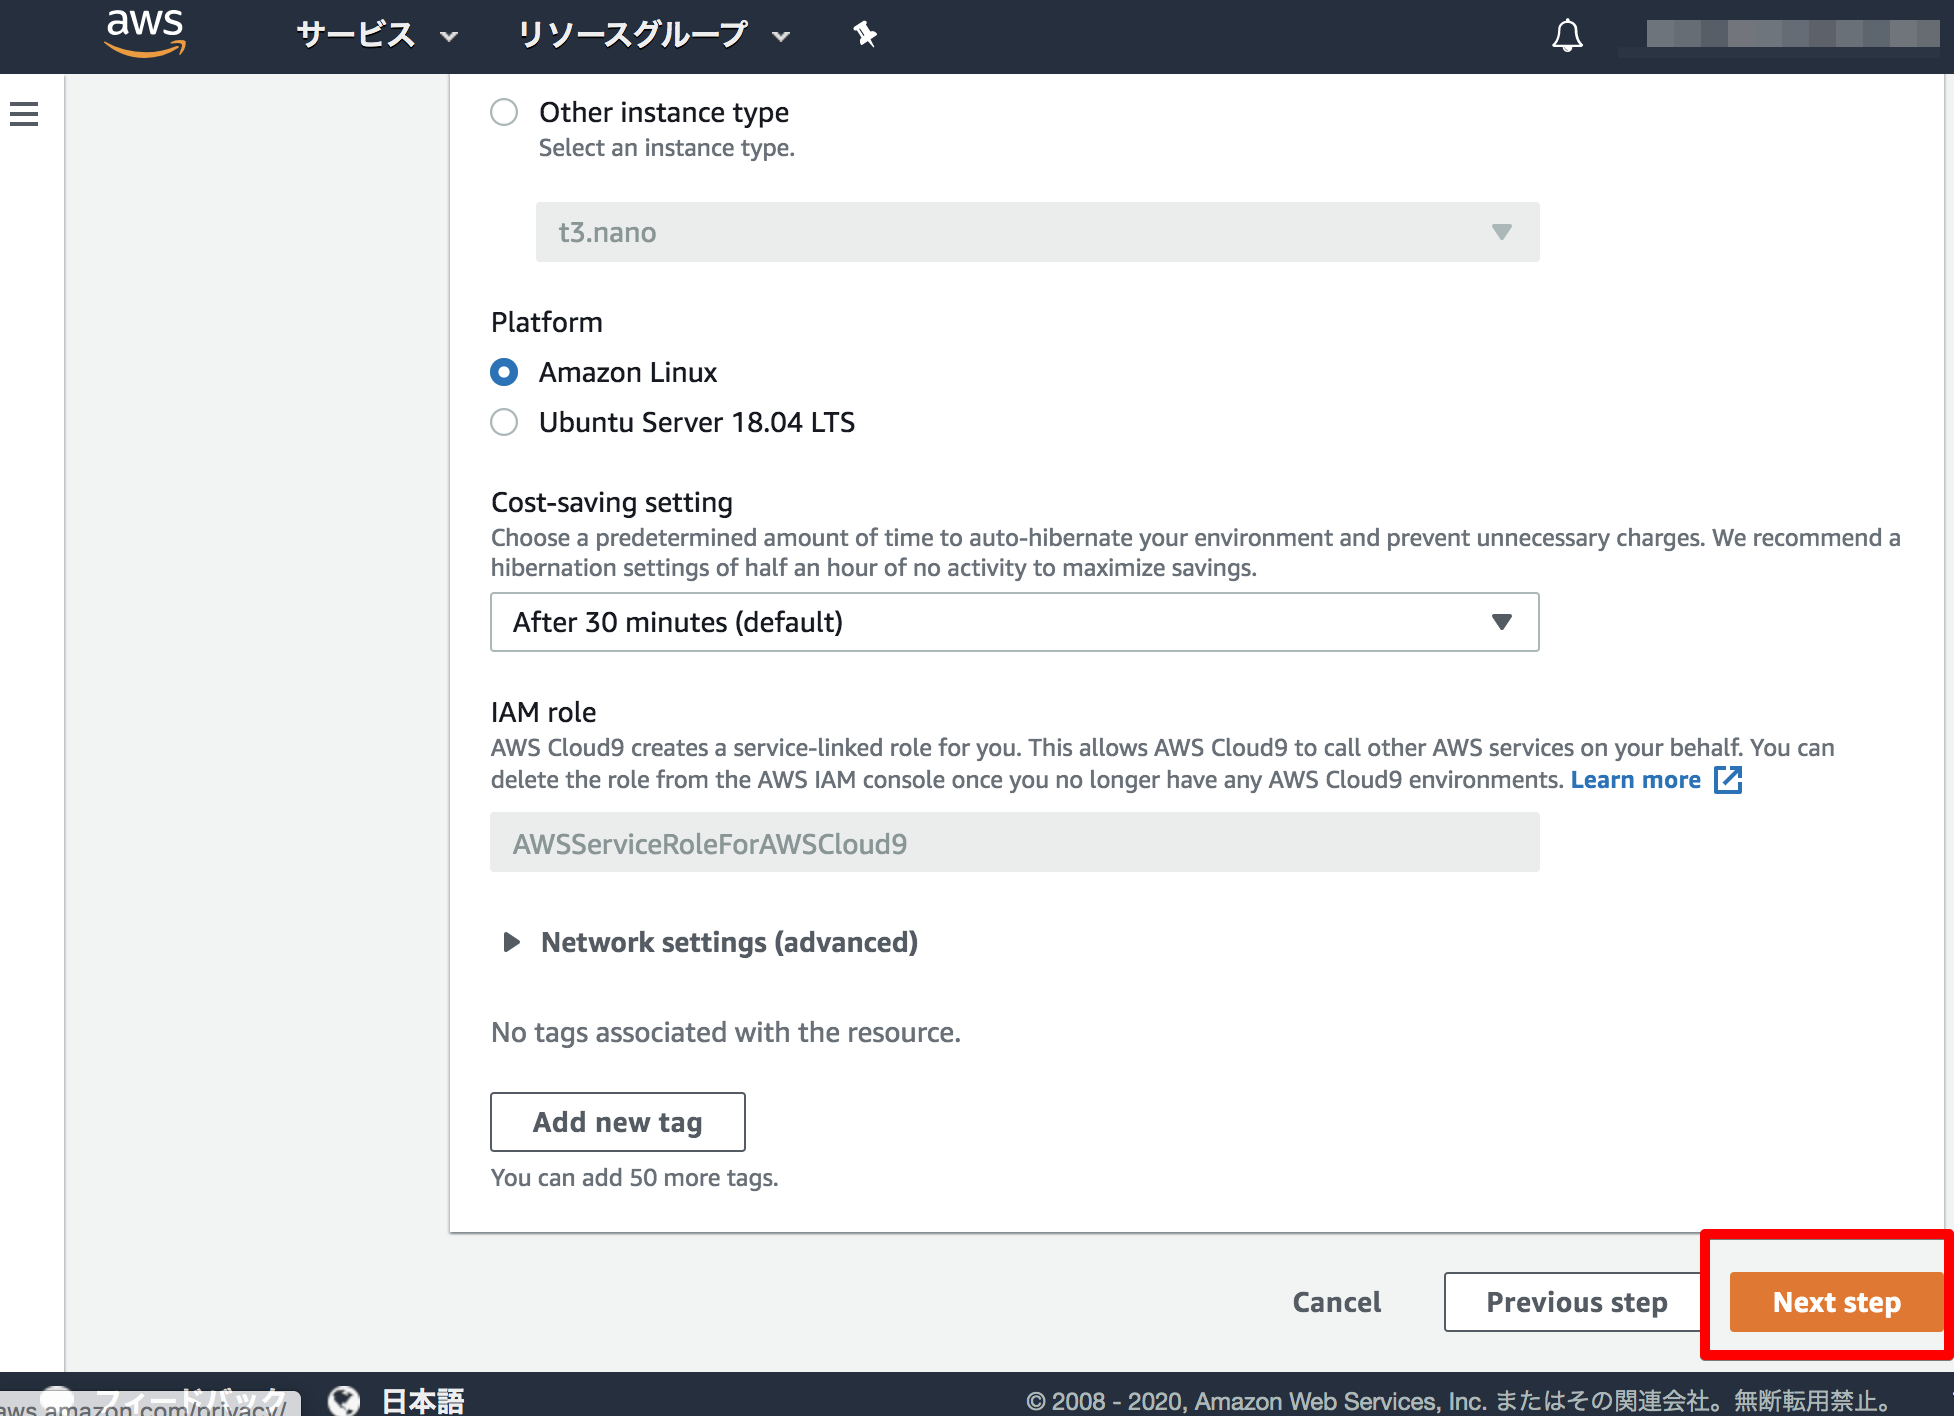 aws サービス リソースグループ
Other instance type
Select an instance type.
t3.nano
Platform
Amazon Linux
Ubuntu Server 18.04 LTS
Cost-saving setting
Choose a predetermined amount of time to auto-hibernate your environment and prevent unnecessary charges. We recommend a
hibernation settings of half an hour of no activity to maximize savings.
After 30 minutes (default)
IAM role
AWS Cloud9 creates a service-linked role for you. This allows AWS Cloud9 to call other AWS services on your behalf. You can
delete the role from the AWS IAM console once you no longer have any AWS Cloud9 environments. Learn more
AWSServiceRoleForAWSCloud9
Network settings (advanced)
No tags associated with the resource.
Add new tag
You can add 50 more tags.
Cancel Previous step Next step
フィードバック 日本語 © 2008 - 2020, Amazon Web Services, Inc. またはその関連会社。無断転用禁止。
aws.amazon.com/privacy/